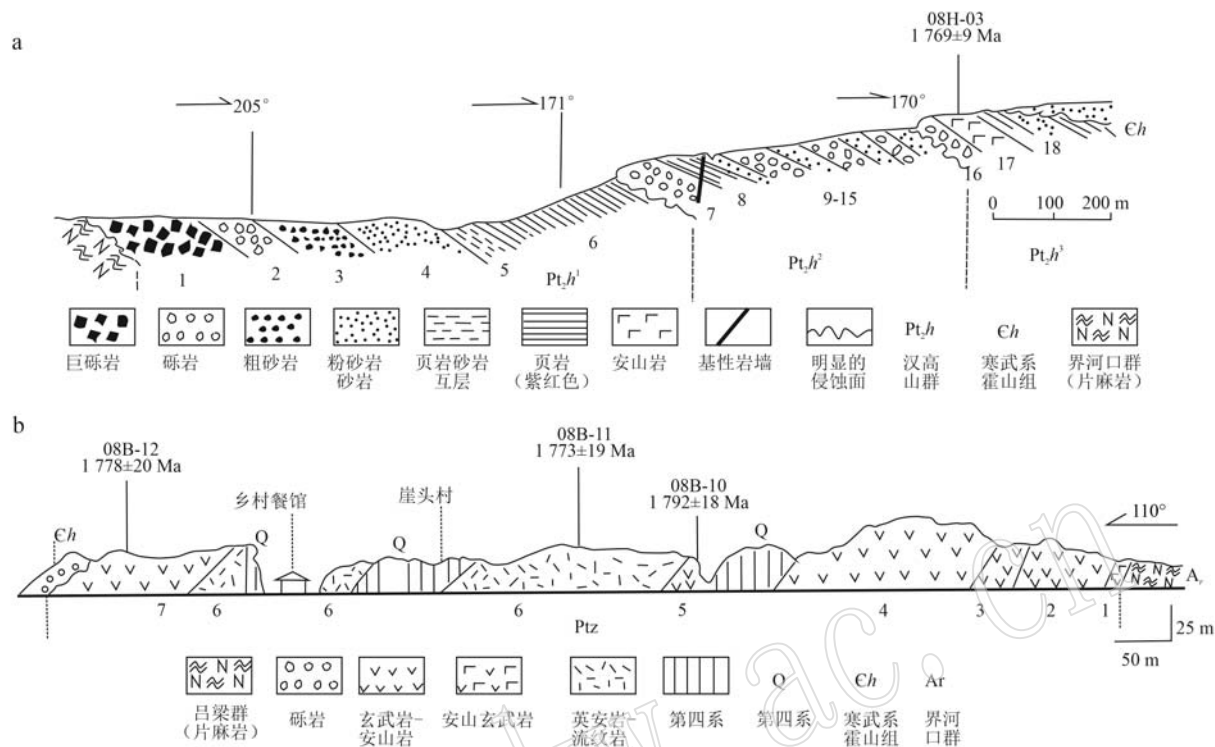 a
08H-03
1 769±9 Ma
205°
171°
170°
Єh
1
2
3
4
5
6
7
8
9-15
16
17
18
0 100 200 m
Pt₂h¹
Pt₂h²
Pt₂h³
Pt₂h
Єh
巨砾岩
砾岩
粗砂岩
粉砂岩
砂岩
页岩砂岩
互层
页岩
(紫红色)
安山岩
基性岩墙
明显的
侵蚀面
汉高
山群
寒武系
霍山组
界河口群
(片麻岩)
b
08B-12
1 778±20 Ma
08B-11
1 773±19 Ma
08B-10
1 792±18 Ma
乡村餐馆
崖头村
110°
Єh
Q
Q
Q
7
6
6
6
5
4
3
2
1
Ptz
25 m
50 m
Q
Єh
Ar
吕梁群
(片麻岩)
砾岩
玄武岩-
安山岩
安山玄武岩
英安岩-
流纹岩
第四系
第四系
寒武系
霍山组
界河
口群
ac. cn